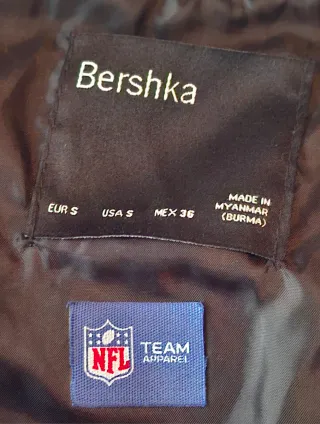 Bershka
EUR S USA S MEX 36 MADE IN
MYANMAR
(BURMA)
NFL TEAM
APPAREL